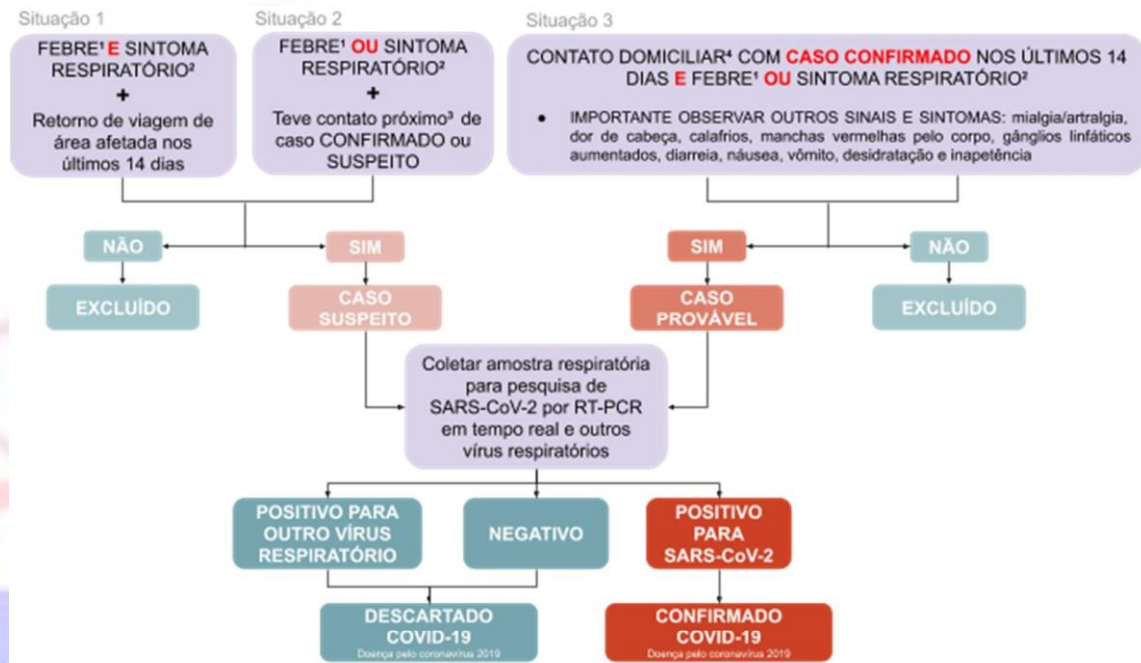 Situação 1
FEBRE¹ E SINTOMA
RESPIRATÓRIO²
+
Retorno de viagem de
área afetada nos
últimos 14 dias
Situação 2
FEBRE¹ OU SINTOMA
RESPIRATÓRIO²
+
Teve contato próximo³ de
caso CONFIRMADO ou
SUSPEITO
Situação 3
CONTATO DOMICILIAR⁴ COM CASO CONFIRMADO NOS ÚLTIMOS 14
DIAS E FEBRE¹ OU SINTOMA RESPIRATÓRIO²
● IMPORTANTE OBSERVAR OUTROS SINAIS E SINTOMAS: mialgia/artralgia,
dor de cabeça, calafrios, manchas vermelhas pelo corpo, gânglios linfáticos
aumentados, diarreia, náusea, vômito, desidratação e inapetência
NÃO
SIM
SIM
NÃO
EXCLUÍDO
CASO
SUSPEITO
CASO
PROVÁVEL
EXCLUÍDO
Coletar amostra respiratória
para pesquisa de
SARS-CoV-2 por RT-PCR
em tempo real e outros
vírus respiratórios
POSITIVO PARA
OUTRO VÍRUS
RESPIRATÓRIO
NEGATIVO
POSITIVO
PARA
SARS-CoV-2
DESCARTADO
COVID-19
Doença pelo coronavírus 2019
CONFIRMADO
COVID-19
Doença pelo coronavírus 2019